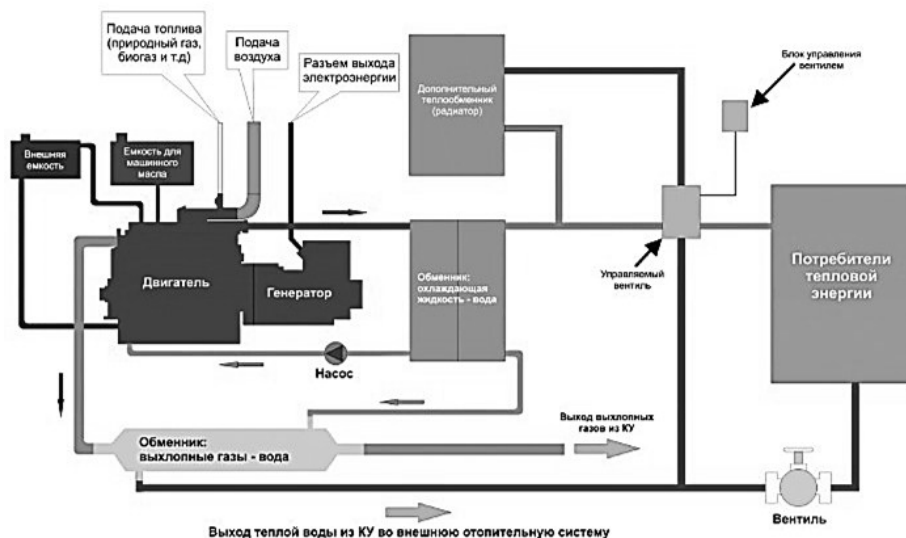 Подача топлива
(природный газ,
биогаз и т.д)
Подача
воздуха
Разъем выхода
электроэнергии
Дополнительный
теплообменник
(радиатор)
Блок управления
вентилем
Внешняя
емкость
Емкость для
машинного
масла
Двигатель
Генератор
Обменник:
охлаждающая
жидкость - вода
Управляемый
вентиль
Потребители
тепловой
энергии
Насос
Обменник:
выхлопные газы - вода
Выход выхлопных
газов из КУ
Вентиль
Выход теплой воды из КУ во внешнюю отопительную систему